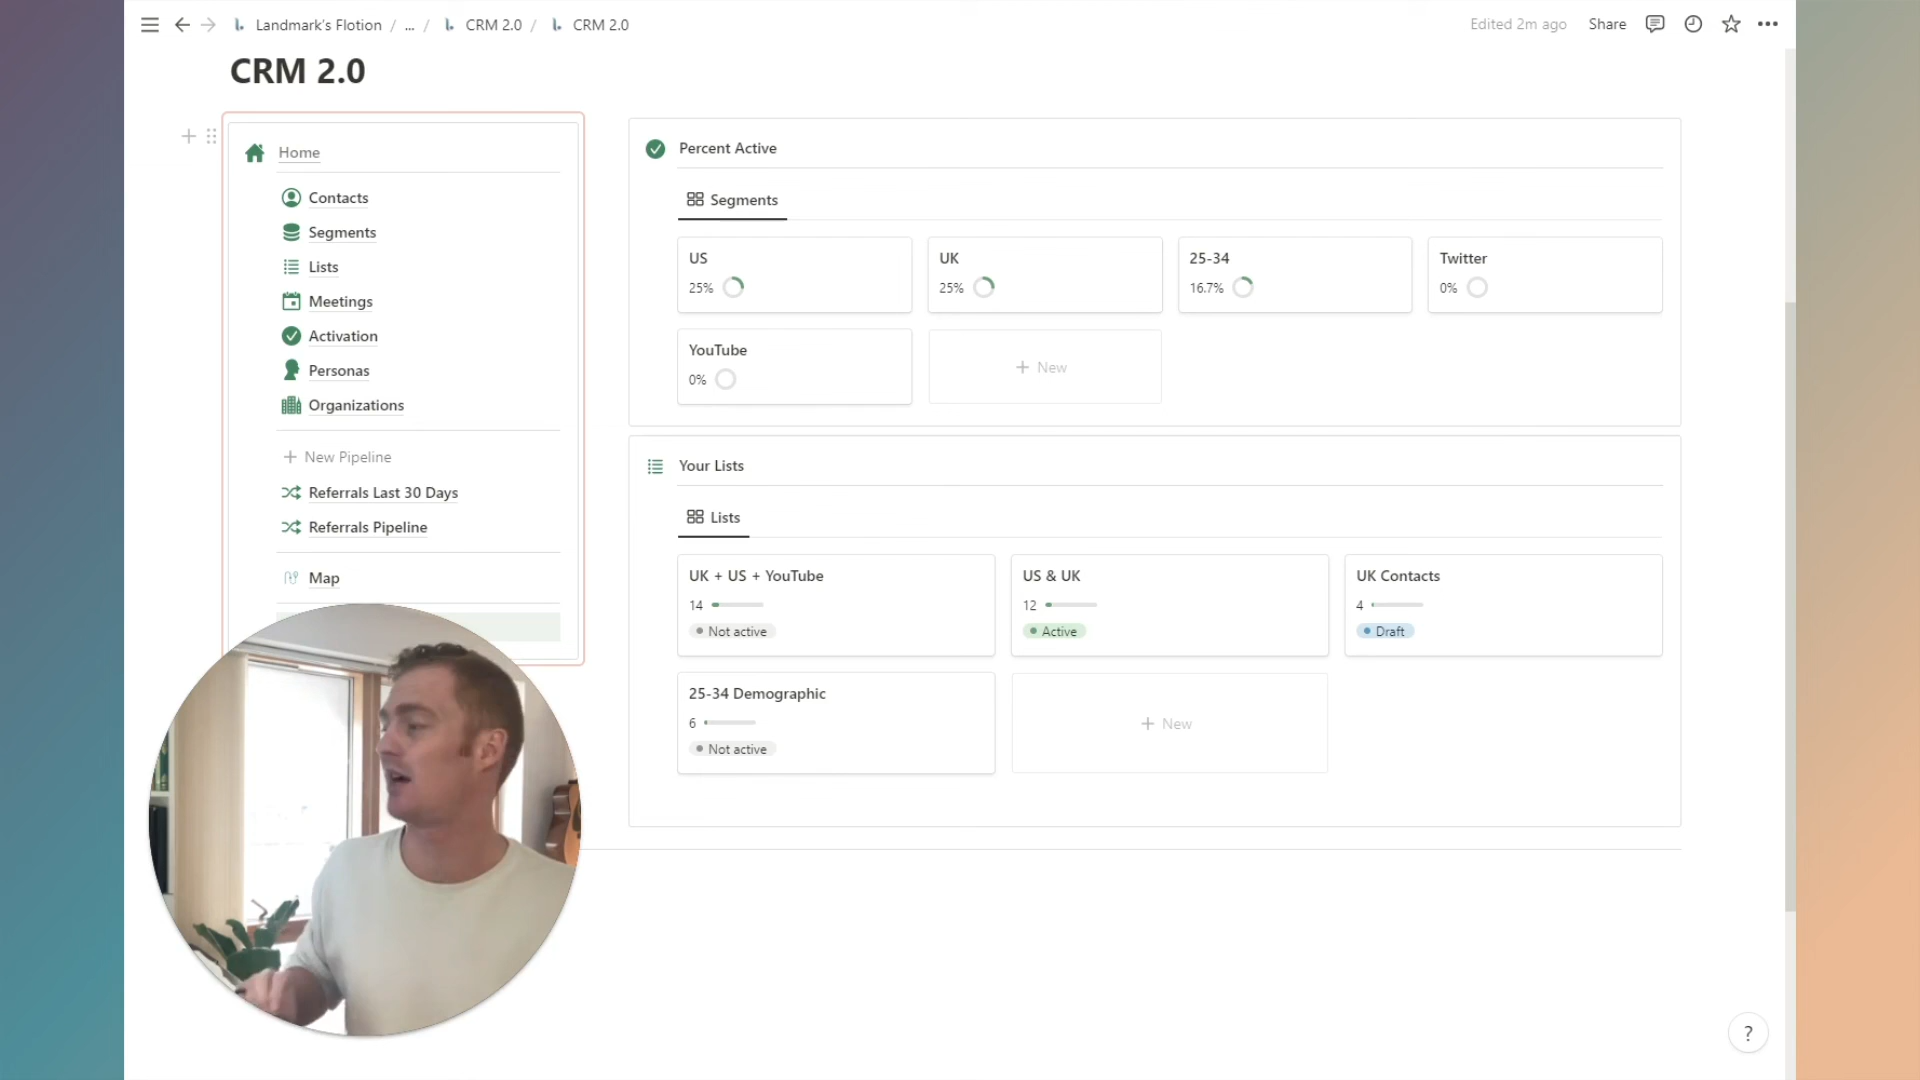 Landmark's Flotion / ... / CRM 2.0 / CRM 2.0
Edited 2m ago Share
CRM 2.0
Home
Contacts
Segments
Lists
Meetings
Activation
Personas
Organizations
+ New Pipeline
Referrals Last 30 Days
Referrals Pipeline
Map
Percent Active
Segments
US
25%
UK
25%
25-34
16.7%
Twitter
0%
YouTube
0%
+ New
Your Lists
Lists
UK + US + YouTube
14
Not active
US & UK
12
Active
UK Contacts
4
Draft
25-34 Demographic
6
Not active
+ New
?